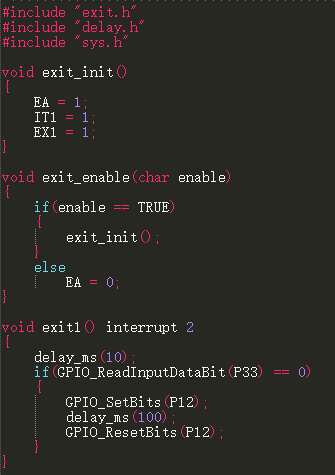 #include "exit.h"
#include "delay.h"
#include "sys.h"
void exit_init()
{
EA = 1;
IT1 = 1;
EX1 = 1;
}
void exit_enable(char enable)
{
if(enable == TRUE)
{
exit_init();
}
else
EA = 0;
}
void exit1() interrupt 2
{
delay_ms(10);
if(GPIO_ReadInputDataBit(P33) == 0)
{
GPIO_SetBits(P12);
delay_ms(100);
GPIO_ResetBits(P12);
}
}